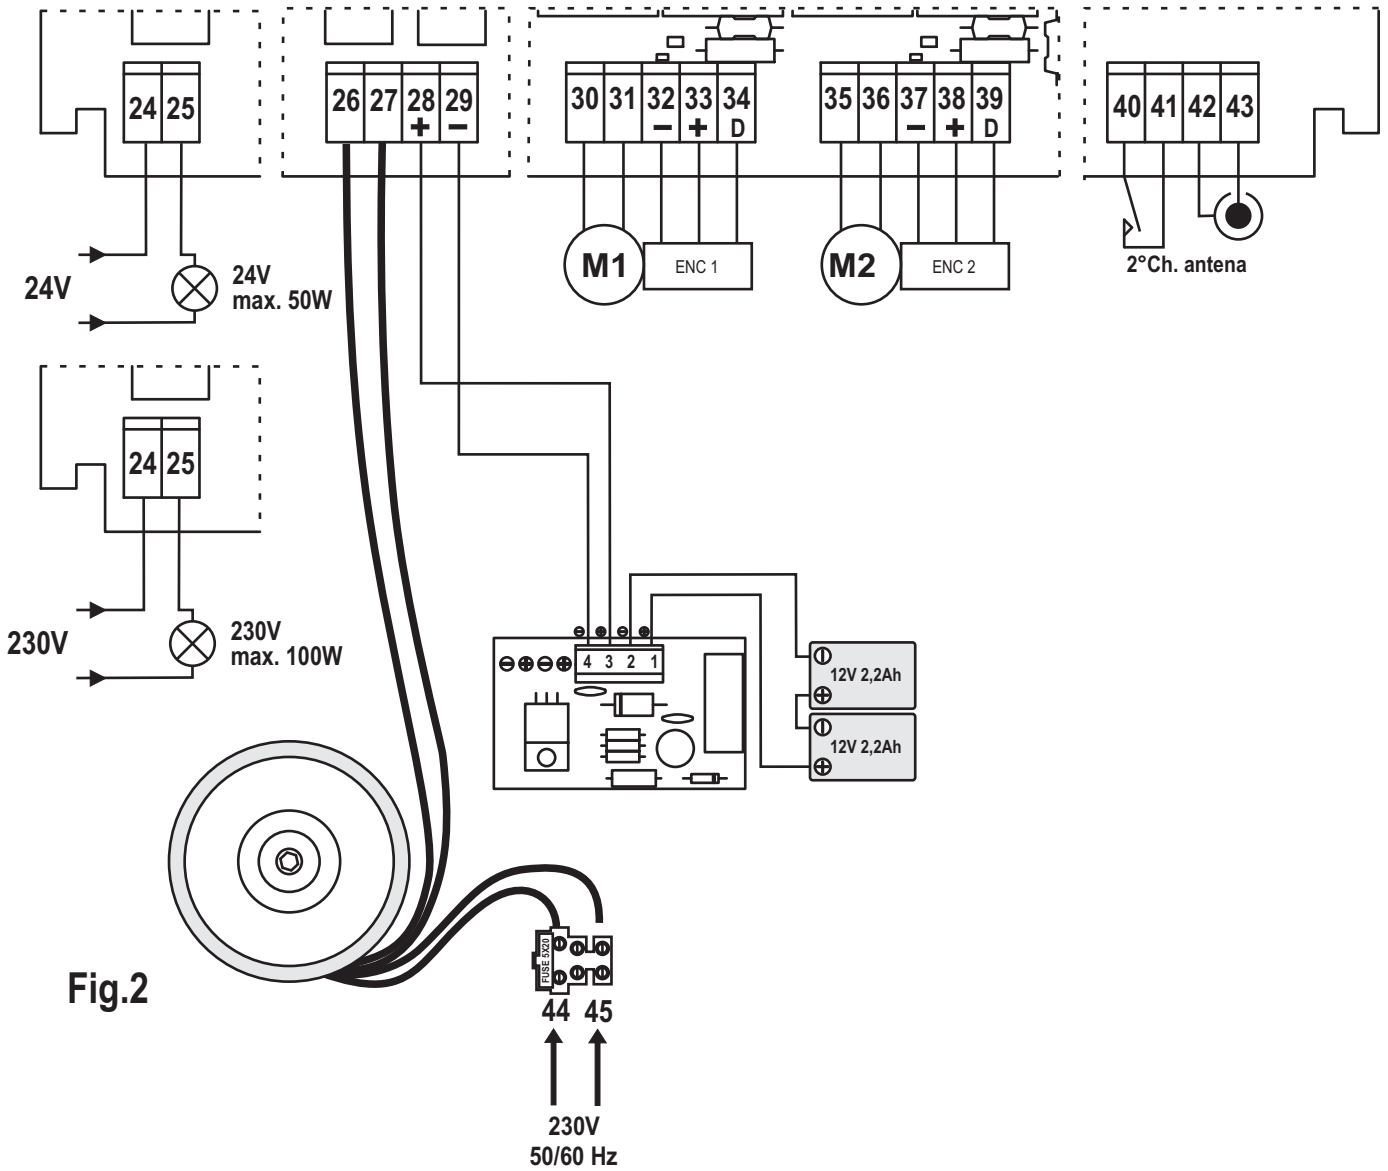 24 25
26 27 28 29
+ −
30 31 32 33 34
− + D
35 36 37 38 39
− + D
40 41 42 43
M1
ENC 1
M2
ENC 2
2°Ch. antena
24V
24V
max. 50W
24 25
230V
230V
max. 100W
4 3 2 1
12V 2,2Ah
12V 2,2Ah
FUSE 5X20
Fig.2
44 45
230V
50/60 Hz